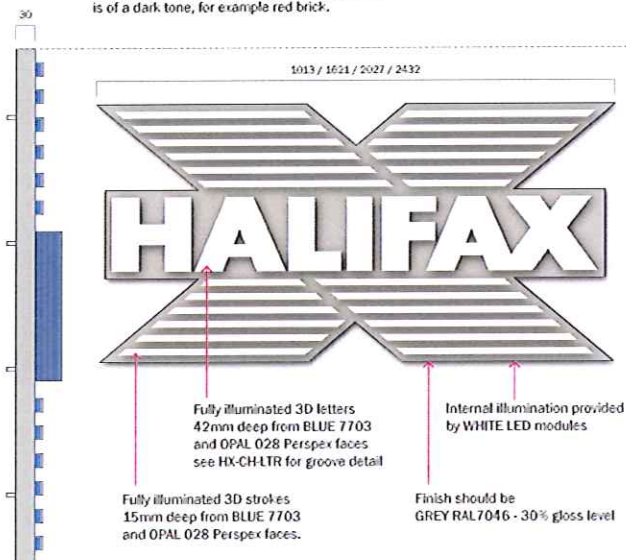 is of a dark tone, for example red brick.
30
1013 / 1621 / 2027 / 2432
HALIFAX
Fully illuminated 3D letters
42mm deep from BLUE 7703
and OPAL 028 Perspex faces
see HX-CH-LTR for groove detail
Internal illumination provided
by WHITE LED modules
Fully illuminated 3D strokes
15mm deep from BLUE 7703
and OPAL 028 Perspex faces.
Finish should be
GREY RAL7046 - 30% gloss level